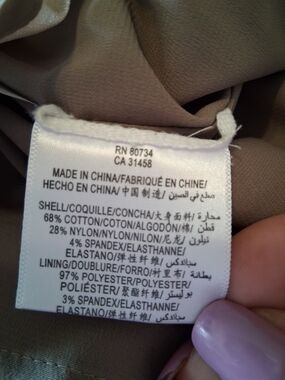 RN 80734
CA 31458
MADE IN CHINA/FABRIQUÉ EN CHINE/
HECHO EN CHINA/中国制造/ صنع في الصين
SHELL/COQUILLE/CONCHA/大身面料/ محارة
68% COTTON/COTON/ALGODÓN/棉/ قطن
28% NYLON/NYLON/NILON/尼龙/ نيلون
4% SPANDEX/ELASTHANNE/
ELASTANO/弹性纤维/ سباندكس
LINING/DOUBLURE/FORRO/衬里布/ بطانة
97% POLYESTER/POLYESTER/
POLIÉSTER/聚酯纤维/ بوليستر
3% SPANDEX/ELASTHANNE/
ELASTANO/弹性纤维/ سباندكس